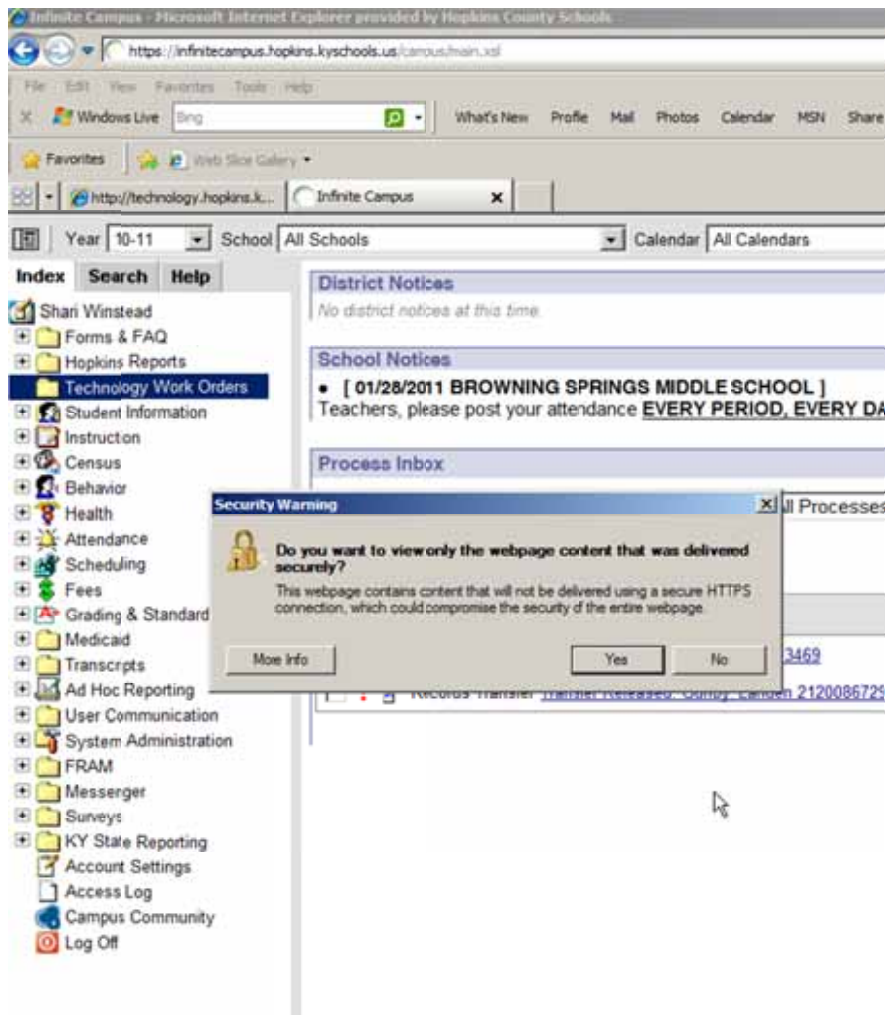 Infinite Campus - Microsoft Internet Explorer provided by Hopkins County Schools
https://infinitecampus.hopkins.kyschools.us/campus/main.xsl
File Edit View Favorites Tools Help
X Windows Live Bing What's New Profile Mail Photos Calendar MSN Share
Favorites Web Slice Gallery
http://technology.hopkins.k... Infinite Campus x
Year 10-11 School All Schools Calendar All Calendars
Index Search Help
Shari Winstead
Forms & FAQ
Hopkins Reports
Technology Work Orders
Student Information
Instruction
Census
Behavior
Health
Attendance
Scheduling
Fees
Grading & Standard
Medicaid
Transcripts
Ad Hoc Reporting
User Communication
System Administration
FRAM
Messenger
Surveys
KY State Reporting
Account Settings
Access Log
Campus Community
Log Off
District Notices
No district notices at this time.
School Notices
• [ 01/28/2011 BROWNING SPRINGS MIDDLE SCHOOL ]
Teachers, please post your attendance EVERY PERIOD, EVERY DA
Process Inbox
ll Processes
Security Warning
Do you want to view only the webpage content that was delivered
securely?
This webpage contains content that will not be delivered using a secure HTTPS
connection, which could compromise the security of the entire webpage.
More Info Yes No
3469
Records Transfer Transfer Released: 2120086729